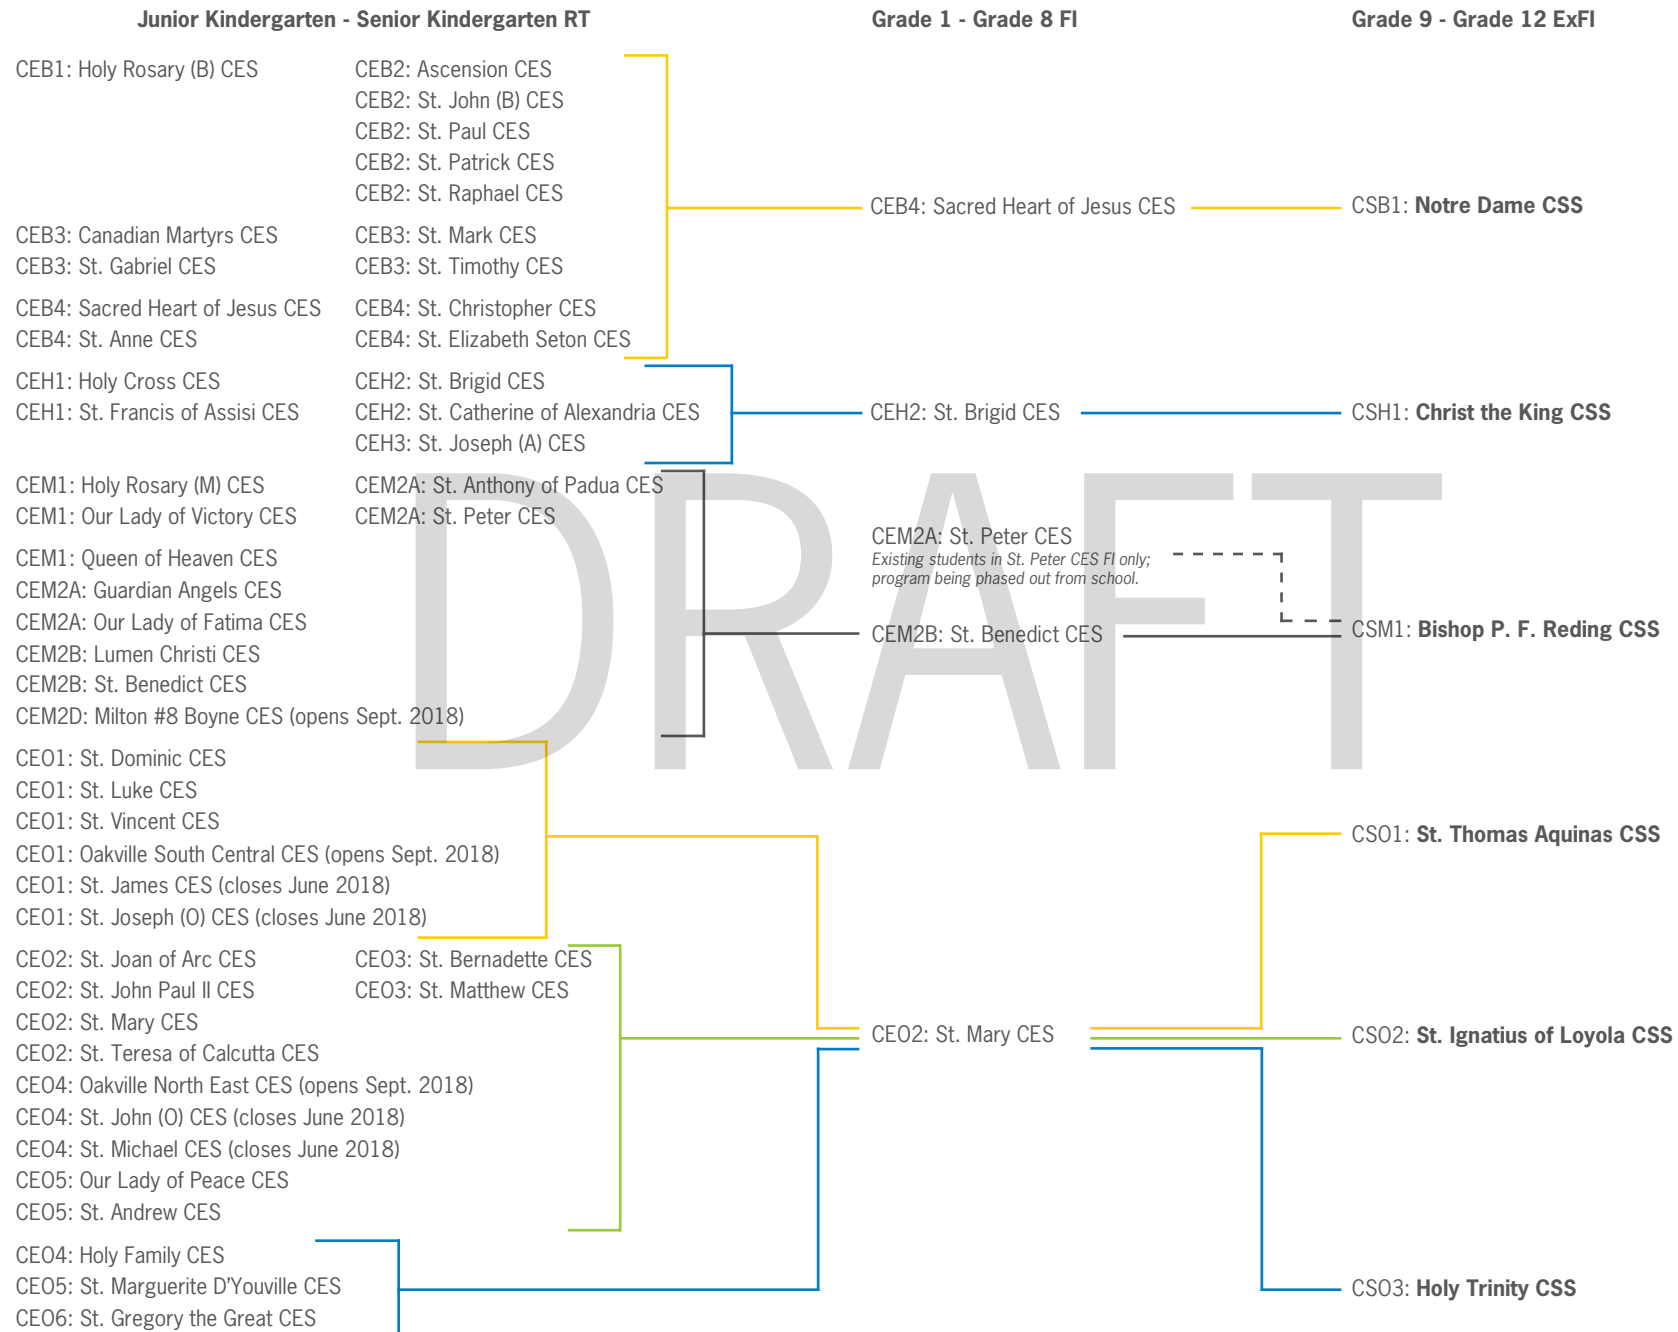 Junior Kindergarten - Senior Kindergarten RT
Grade 1 - Grade 8 FI
Grade 9 - Grade 12 ExFI
CEB1: Holy Rosary (B) CES
CEB2: Ascension CES
CEB2: St. John (B) CES
CEB2: St. Paul CES
CEB2: St. Patrick CES
CEB2: St. Raphael CES
CEB3: Canadian Martyrs CES
CEB3: St. Mark CES
CEB3: St. Gabriel CES
CEB3: St. Timothy CES
CEB4: Sacred Heart of Jesus CES
CEB4: St. Christopher CES
CEB4: St. Anne CES
CEB4: St. Elizabeth Seton CES
CEB4: Sacred Heart of Jesus CES
CSB1: Notre Dame CSS
CEH1: Holy Cross CES
CEH2: St. Brigid CES
CEH1: St. Francis of Assisi CES
CEH2: St. Catherine of Alexandria CES
CEH3: St. Joseph (A) CES
CEH2: St. Brigid CES
CSH1: Christ the King CSS
DRAFT
CEM1: Holy Rosary (M) CES
CEM2A: St. Anthony of Padua CES
CEM1: Our Lady of Victory CES
CEM2A: St. Peter CES
CEM1: Queen of Heaven CES
CEM2A: Guardian Angels CES
CEM2A: Our Lady of Fatima CES
CEM2B: Lumen Christi CES
CEM2B: St. Benedict CES
CEM2D: Milton #8 Boyne CES (opens Sept. 2018)
CEM2A: St. Peter CES
Existing students in St. Peter CES FI only;
program being phased out from school.
CEM2B: St. Benedict CES
CSM1: Bishop P. F. Reding CSS
CEO1: St. Dominic CES
CEO1: St. Luke CES
CEO1: St. Vincent CES
CEO1: Oakville South Central CES (opens Sept. 2018)
CEO1: St. James CES (closes June 2018)
CEO1: St. Joseph (O) CES (closes June 2018)
CSO1: St. Thomas Aquinas CSS
CEO2: St. Joan of Arc CES
CEO3: St. Bernadette CES
CEO2: St. John Paul II CES
CEO3: St. Matthew CES
CEO2: St. Mary CES
CEO2: St. Teresa of Calcutta CES
CEO4: Oakville North East CES (opens Sept. 2018)
CEO4: St. John (O) CES (closes June 2018)
CEO4: St. Michael CES (closes June 2018)
CEO5: Our Lady of Peace CES
CEO5: St. Andrew CES
CEO2: St. Mary CES
CSO2: St. Ignatius of Loyola CSS
CEO4: Holy Family CES
CEO5: St. Marguerite D'Youville CES
CEO6: St. Gregory the Great CES
CSO3: Holy Trinity CSS